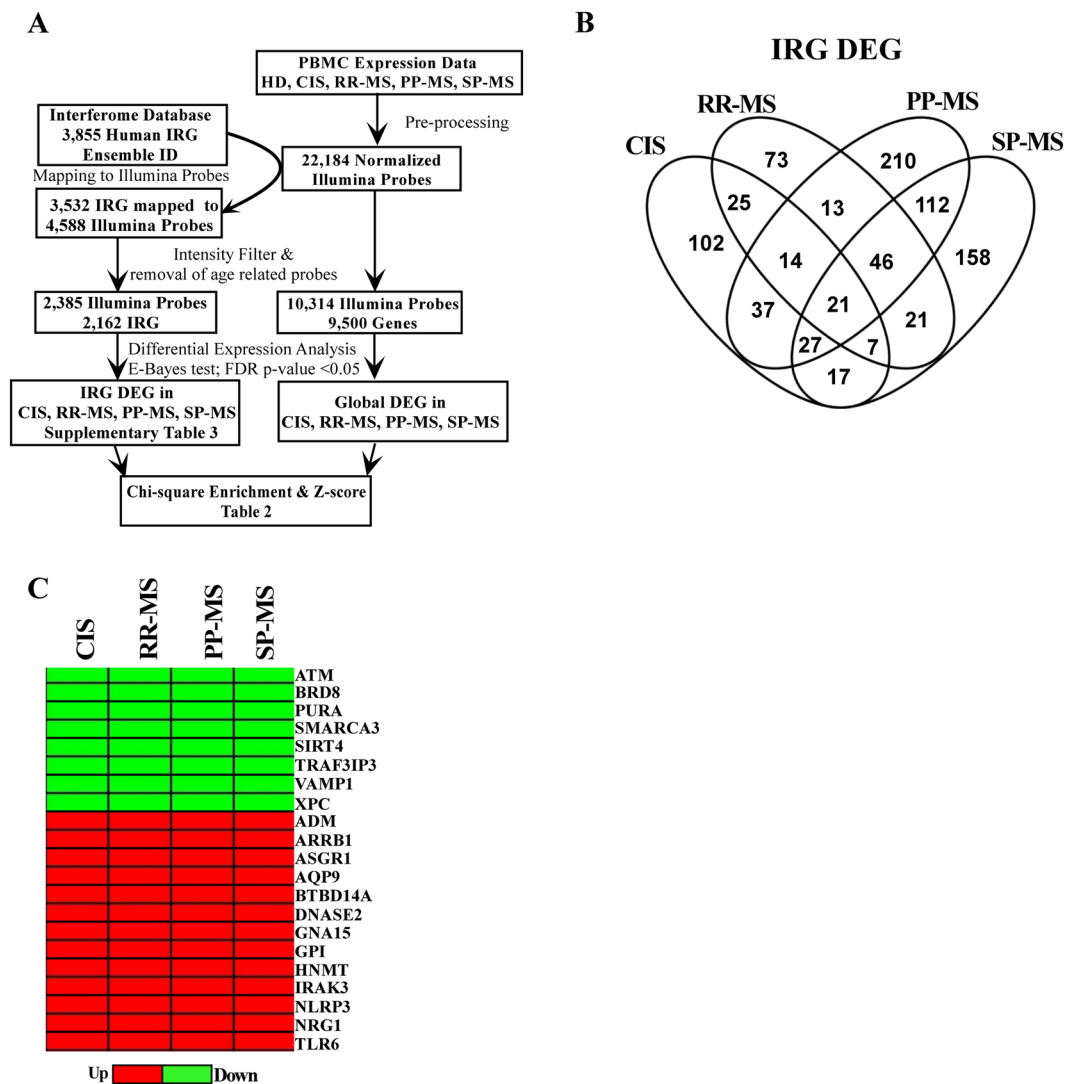 A
PBMC Expression Data
HD, CIS, RR-MS, PP-MS, SP-MS
Interferome Database
3,855 Human IRG
Ensemble ID
Pre-processing
Mapping to Illumina Probes
22,184 Normalized
Illumina Probes
3,532 IRG mapped to
4,588 Illumina Probes
Intensity Filter &
removal of age related probes
2,385 Illumina Probes
2,162 IRG
10,314 Illumina Probes
9,500 Genes
Differential Expression Analysis
E-Bayes test; FDR p-value <0.05
IRG DEG in
CIS, RR-MS, PP-MS, SP-MS
Supplementary Table 3
Global DEG in
CIS, RR-MS, PP-MS, SP-MS
Chi-square Enrichment & Z-score
Table 2
B
IRG DEG
CIS
RR-MS
PP-MS
SP-MS
73
210
25
13
112
102
14
46
158
37
21
21
27
7
17
C
CIS
RR-MS
PP-MS
SP-MS
ATM
BRD8
PURA
SMARCA3
SIRT4
TRAF3IP3
VAMP1
XPC
ADM
ARRB1
ASGR1
AQP9
BTBD14A
DNASE2
GNA15
GPI
HNMT
IRAK3
NLRP3
NRG1
TLR6
Up
Down